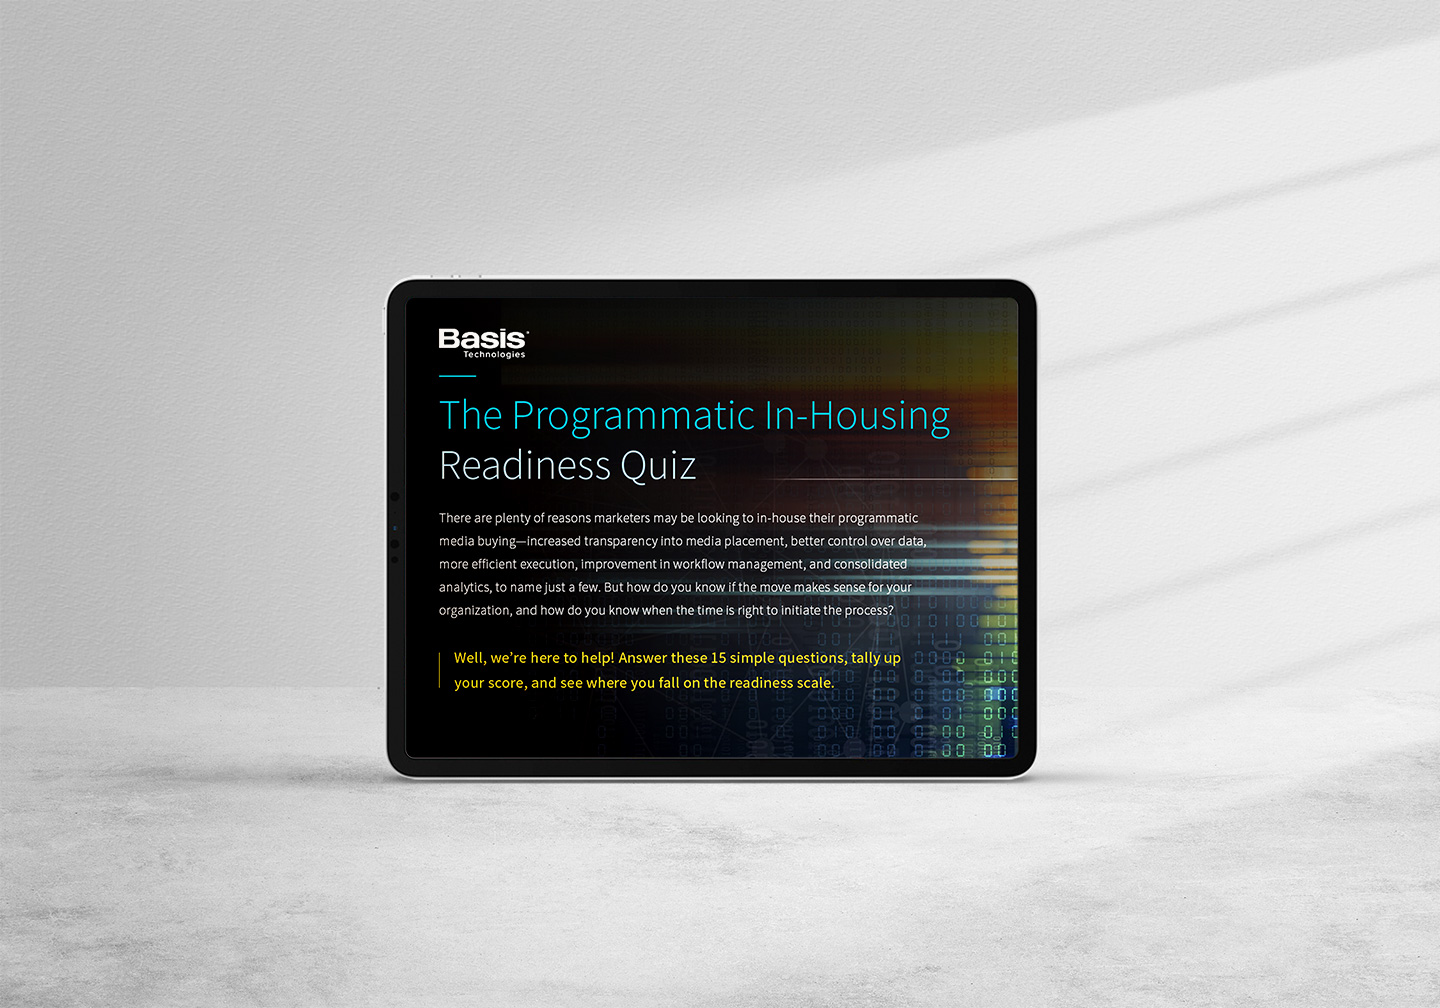 Basis
Technologies
The Programmatic In-Housing
Readiness Quiz
There are plenty of reasons marketers may be looking to in-house their programmatic
media buying—increased transparency into media placement, better control over data,
more efficient execution, improvement in workflow management, and consolidated
analytics, to name just a few. But how do you know if the move makes sense for your
organization, and how do you know when the time is right to initiate the process?
Well, we’re here to help! Answer these 15 simple questions, tally up
your score, and see where you fall on the readiness scale.